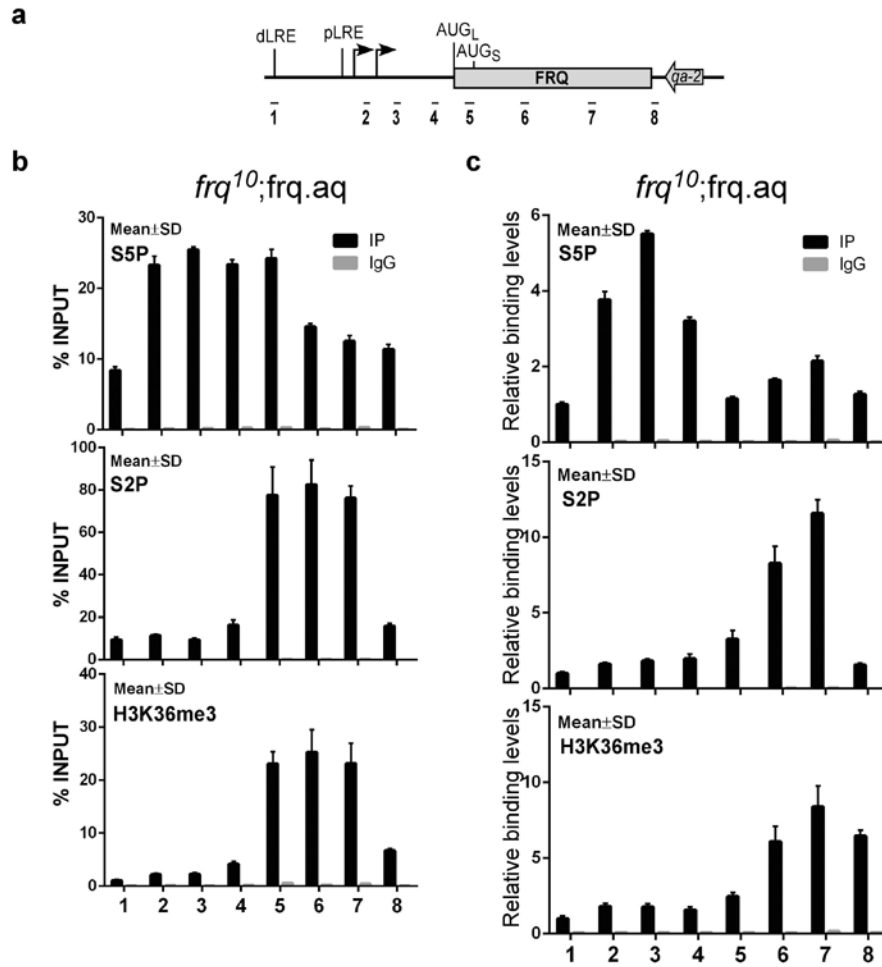 a
dLRE pLRE AUGL AUGS
FRQ qa-2
1 2 3 4 5 6 7 8
b
frq10;frq.aq
Mean±SD
S5P
IP
IgG
% INPUT
30
20
10
0
Mean±SD
S2P
% INPUT
100
80
60
40
20
0
Mean±SD
H3K36me3
% INPUT
40
30
20
10
0
1 2 3 4 5 6 7 8
c
frq10;frq.aq
Mean±SD
S5P
IP
IgG
Relative binding levels
6
4
2
0
Mean±SD
S2P
Relative binding levels
15
10
5
0
Mean±SD
H3K36me3
Relative binding levels
15
10
5
0
1 2 3 4 5 6 7 8